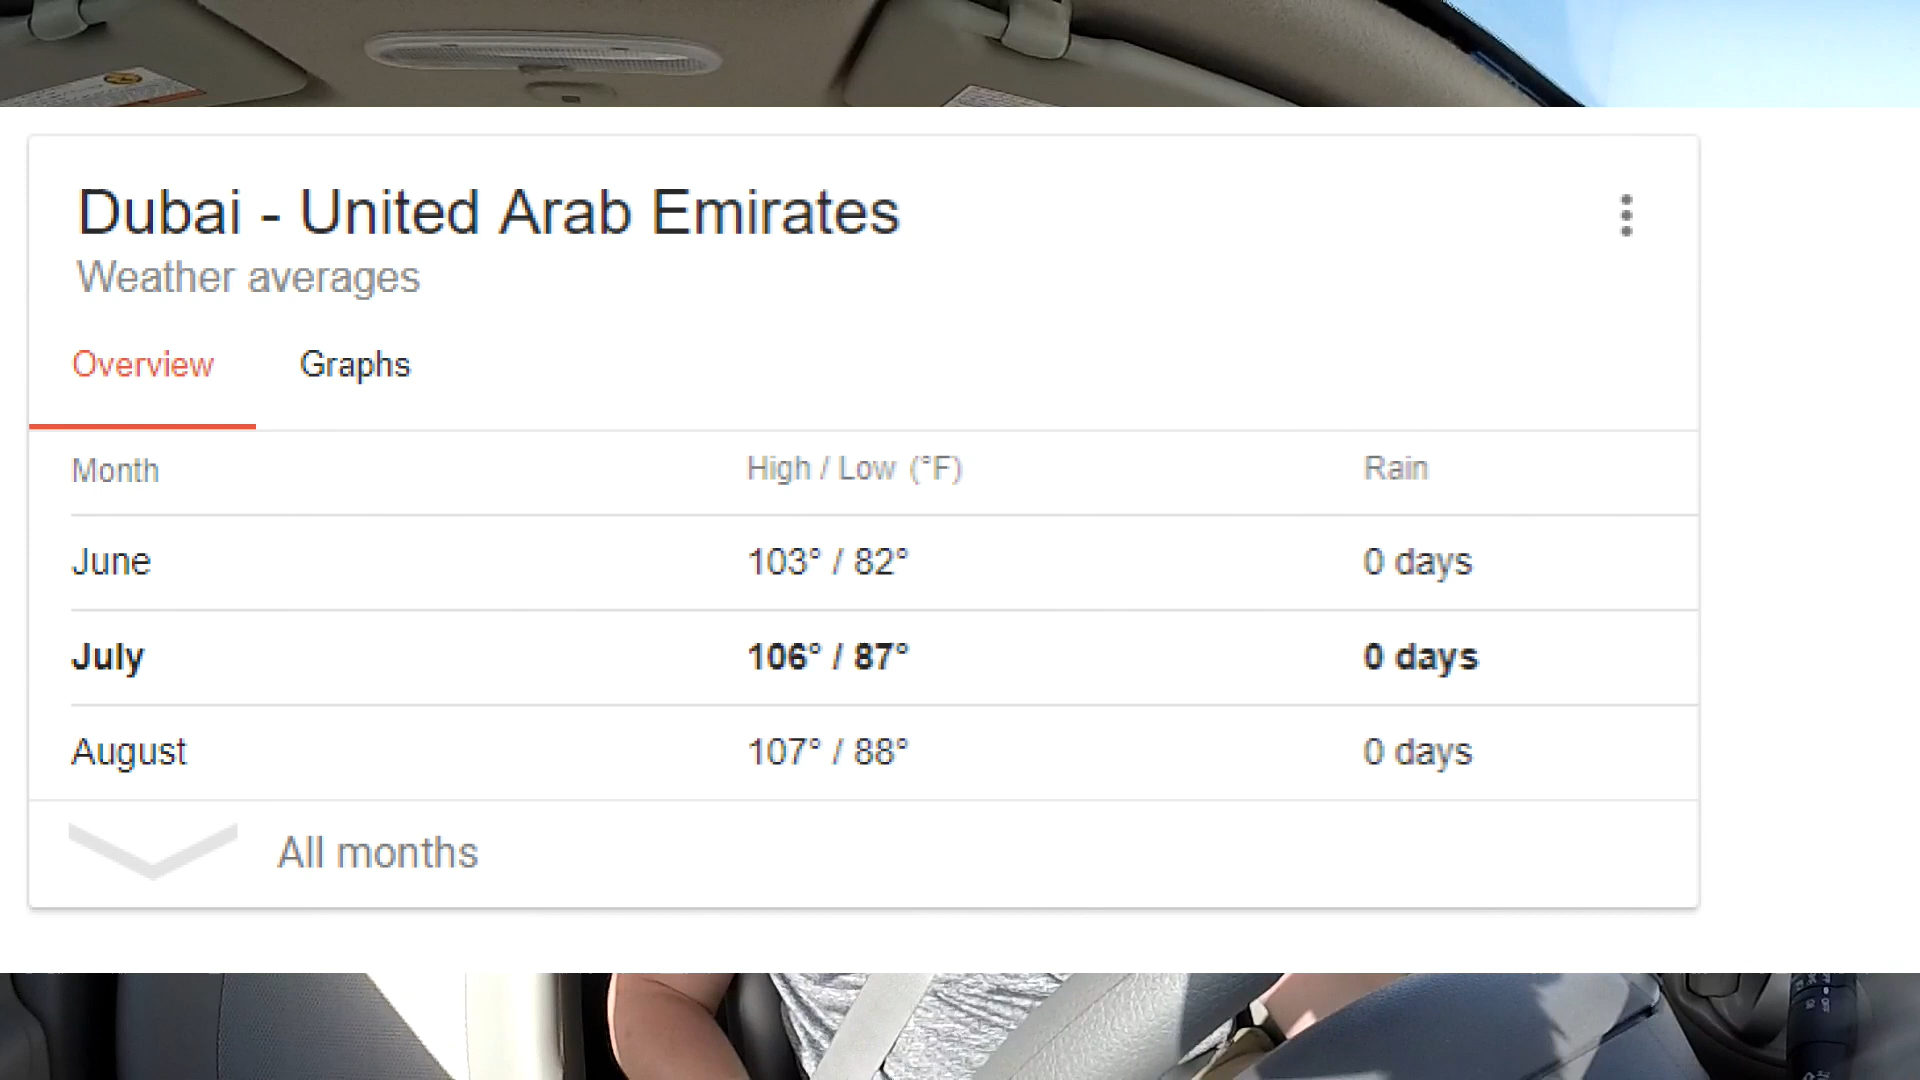 Dubai - United Arab Emirates
Weather averages
Overview Graphs
Month High / Low (°F) Rain
June 103° / 82° 0 days
July 106° / 87° 0 days
August 107° / 88° 0 days
All months